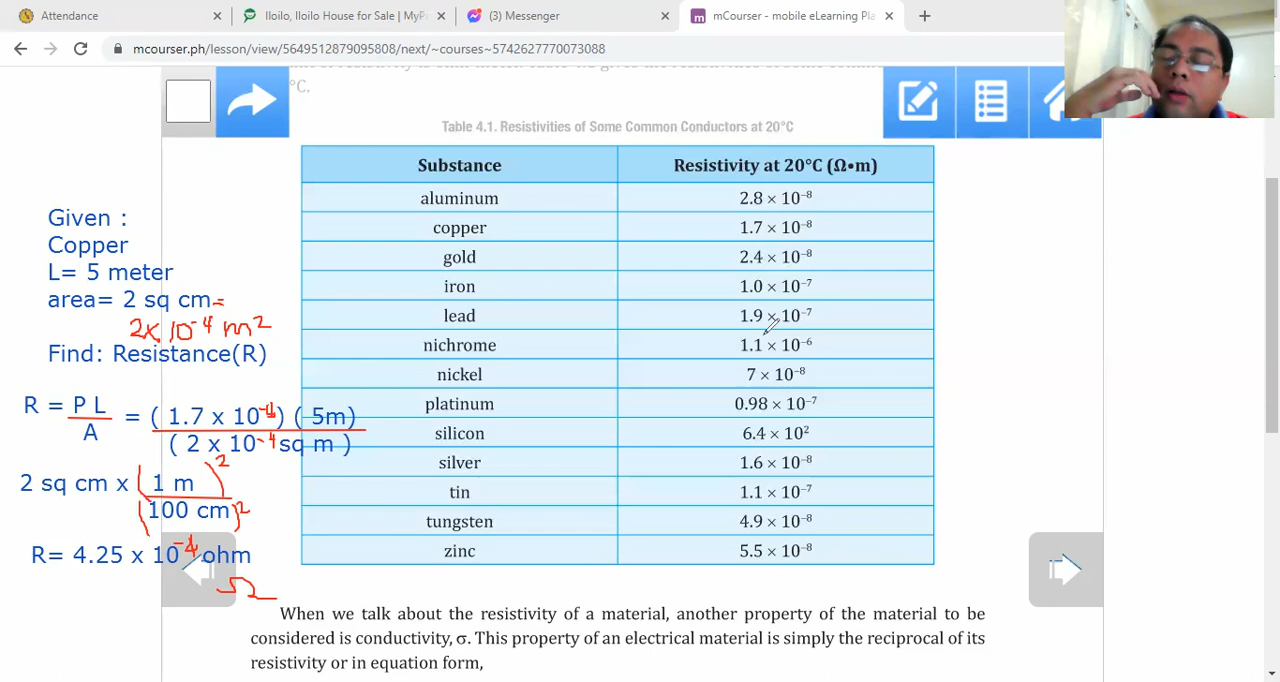 Attendance
Iloilo, Iloilo House for Sale | MyPr
(3) Messenger
mCourser - mobile eLearning Pla
mcourser.ph/lesson/view/5649512879095808/next/~courses~5742627770073088
°C.
Table 4.1. Resistivities of Some Common Conductors at 20°C
Substance Resistivity at 20°C (Ω•m)
aluminum 2.8 × 10⁻⁸
copper 1.7 × 10⁻⁸
gold 2.4 × 10⁻⁸
iron 1.0 × 10⁻⁷
lead 1.9 × 10⁻⁷
nichrome 1.1 × 10⁻⁶
nickel 7 × 10⁻⁸
platinum 0.98 × 10⁻⁷
silicon 6.4 × 10²
silver 1.6 × 10⁻⁸
tin 1.1 × 10⁻⁷
tungsten 4.9 × 10⁻⁸
zinc 5.5 × 10⁻⁸
Given :
Copper
L= 5 meter
area= 2 sq cm=
2x 10⁻⁴ m²
Find: Resistance(R)
R = P L = ( 1.7 x 10 ) ( 5m)
A ( 2 x 10⁻⁴ sq m )
2 sq cm x ( 1 m )²
( 100 cm )²
R= 4.25 x 10⁻⁴ ohm
Ω
When we talk about the resistivity of a material, another property of the material to be
considered is conductivity, σ. This property of an electrical material is simply the reciprocal of its
resistivity or in equation form,